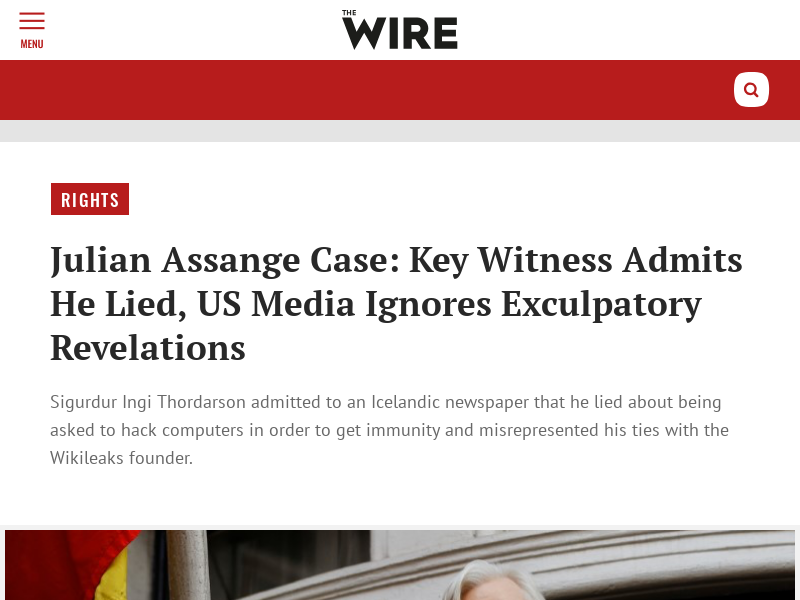 THE
WIRE
MENU
RIGHTS
Julian Assange Case: Key Witness Admits
He Lied, US Media Ignores Exculpatory
Revelations
Sigurdur Ingi Thordarson admitted to an Icelandic newspaper that he lied about being
asked to hack computers in order to get immunity and misrepresented his ties with the
Wikileaks founder.